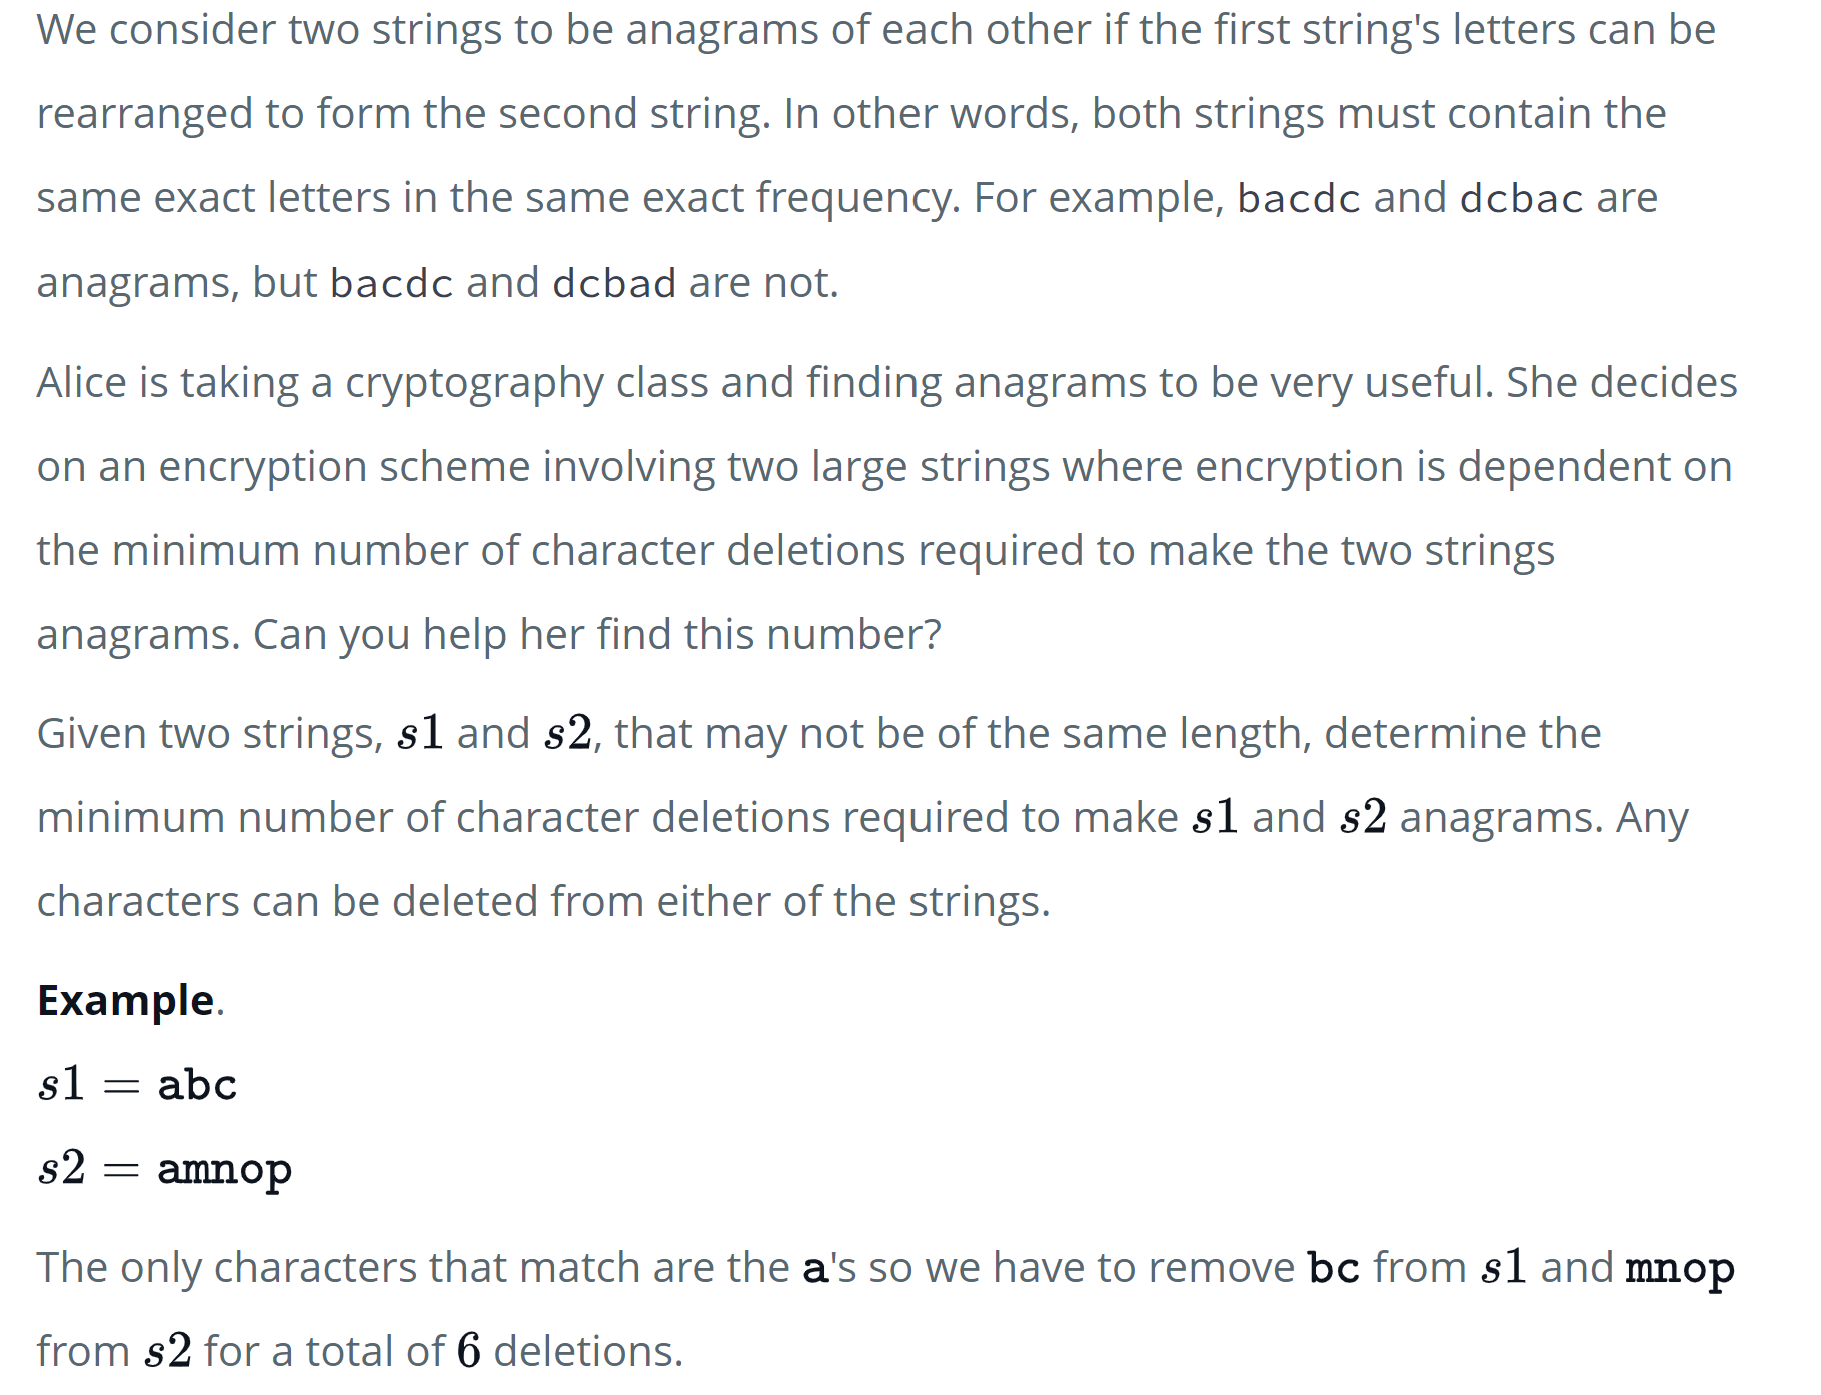 We consider two strings to be anagrams of each other if the first string's letters can be
rearranged to form the second string. In other words, both strings must contain the
same exact letters in the same exact frequency. For example, bacdc and dcbac are
anagrams, but bacdc and dcbad are not.
Alice is taking a cryptography class and finding anagrams to be very useful. She decides
on an encryption scheme involving two large strings where encryption is dependent on
the minimum number of character deletions required to make the two strings
anagrams. Can you help her find this number?
Given two strings, s1 and s2, that may not be of the same length, determine the
minimum number of character deletions required to make s1 and s2 anagrams. Any
characters can be deleted from either of the strings.
Example.
s1 = abc
s2 = amnop
The only characters that match are the a's so we have to remove bc from s1 and mnop
from s2 for a total of 6 deletions.